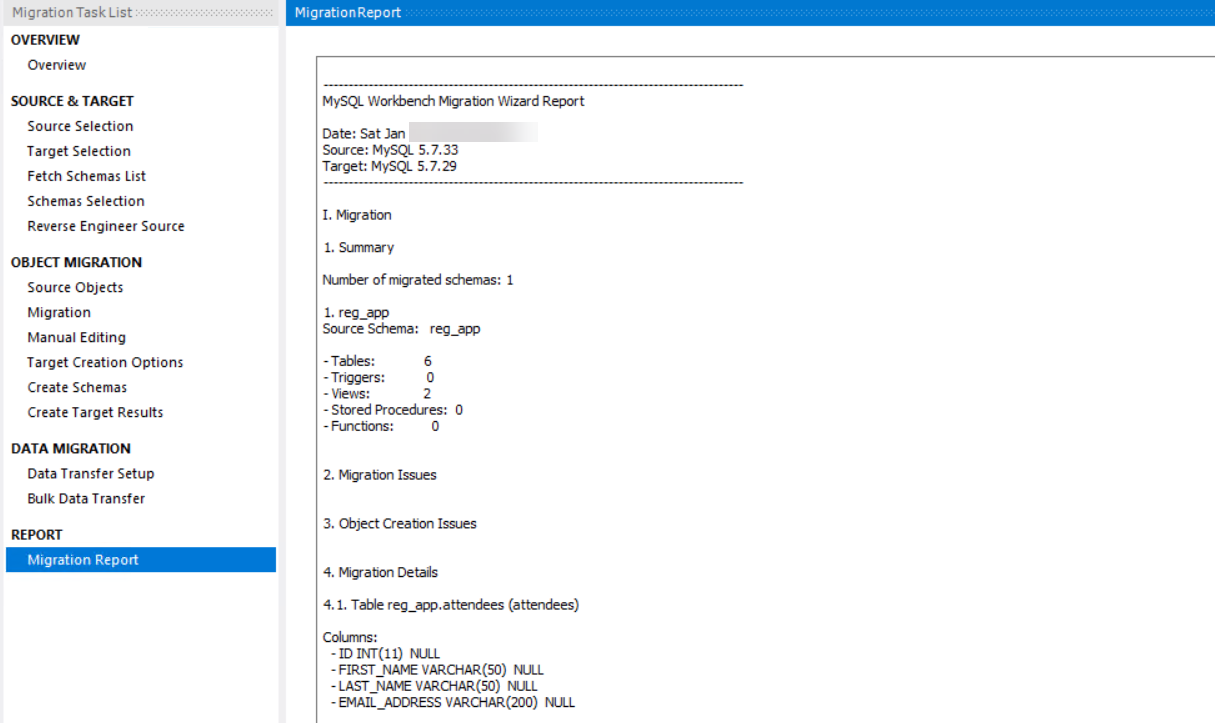 Migration Task List
OVERVIEW
Overview
SOURCE & TARGET
Source Selection
Target Selection
Fetch Schemas List
Schemas Selection
Reverse Engineer Source
OBJECT MIGRATION
Source Objects
Migration
Manual Editing
Target Creation Options
Create Schemas
Create Target Results
DATA MIGRATION
Data Transfer Setup
Bulk Data Transfer
REPORT
Migration Report
Migration Report
------------------------------------------------------------------------------------
MySQL Workbench Migration Wizard Report
Date: Sat Jan
Source: MySQL 5.7.33
Target: MySQL 5.7.29
------------------------------------------------------------------------------------
I. Migration
1. Summary
Number of migrated schemas: 1
1. reg_app
Source Schema: reg_app
- Tables: 6
- Triggers: 0
- Views: 2
- Stored Procedures: 0
- Functions: 0
2. Migration Issues
3. Object Creation Issues
4. Migration Details
4.1. Table reg_app.attendees (attendees)
Columns:
- ID INT(11) NULL
- FIRST_NAME VARCHAR(50) NULL
- LAST_NAME VARCHAR(50) NULL
- EMAIL_ADDRESS VARCHAR(200) NULL